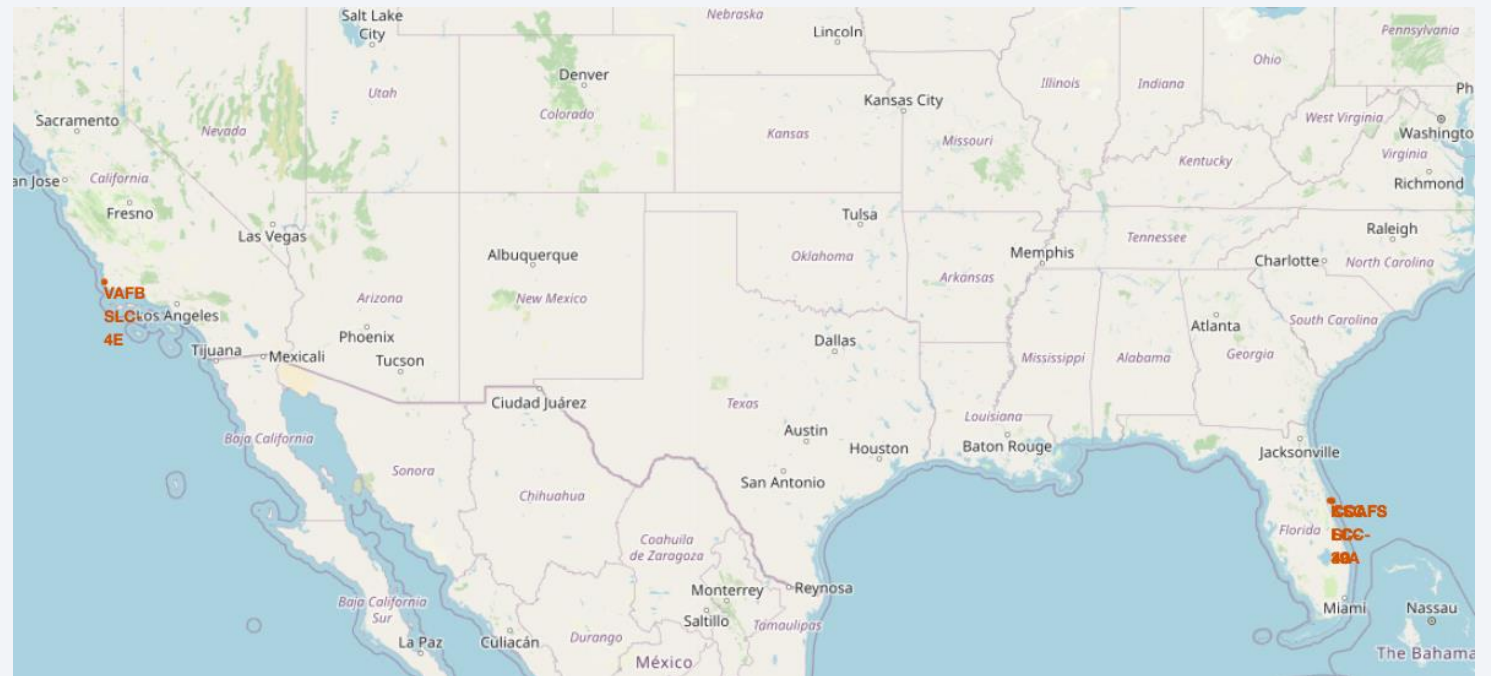 Salt Lake
City
Nebraska
Lincoln
Pennsylvania
Denver
Ohio
Utah
Illinois
Indiana
Ph
Kansas City
Colorado
Sacramento
Nevada
Kansas
Missouri
West Virginia
Washingto
Virginia
Kentucky
an Jose
California
Richmond
Fresno
Tulsa
Raleigh
Las Vegas
Tennessee
Albuquerque
Oklahoma
Memphis
Charlotte
North Carolina
Arkansas
VAFB
SLC-
4E
Arizona
New Mexico
Los Angeles
South Carolina
Atlanta
Phoenix
Dallas
Tijuana
Mexicali
Tucson
Mississippi
Alabama
Georgia
Ciudad Juárez
Texas
Louisiana
Austin
Baja California
Houston
Baton Rouge
Jacksonville
Sonora
San Antonio
Chihuahua
Florida
Coahuila
de Zaragoza
Monterrey
Reynosa
Baja California
Sur
Saltillo
Tamaulipas
Miami
Nassau
La Paz
Culiacán
Durango
México
The Bahama